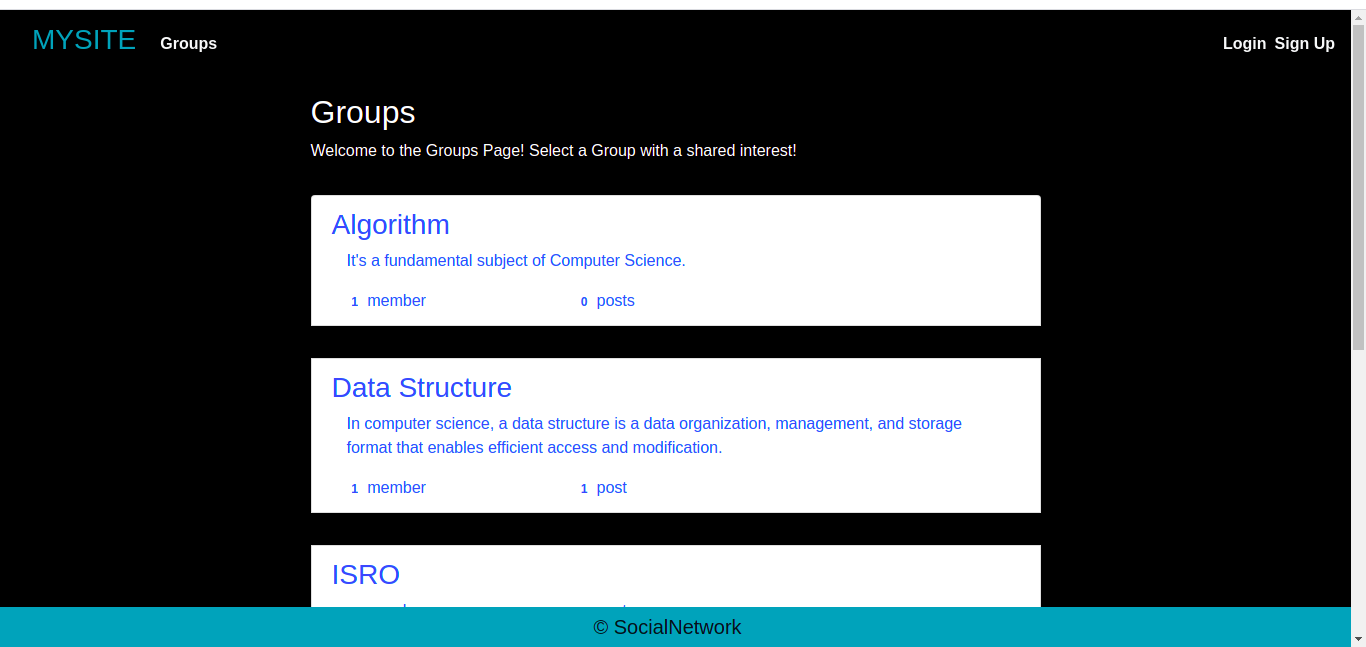 MYSITE Groups Login Sign Up
Groups
Welcome to the Groups Page! Select a Group with a shared interest!
Algorithm
It's a fundamental subject of Computer Science.
1 member 0 posts
Data Structure
In computer science, a data structure is a data organization, management, and storage
format that enables efficient access and modification.
1 member 1 post
ISRO
© SocialNetwork